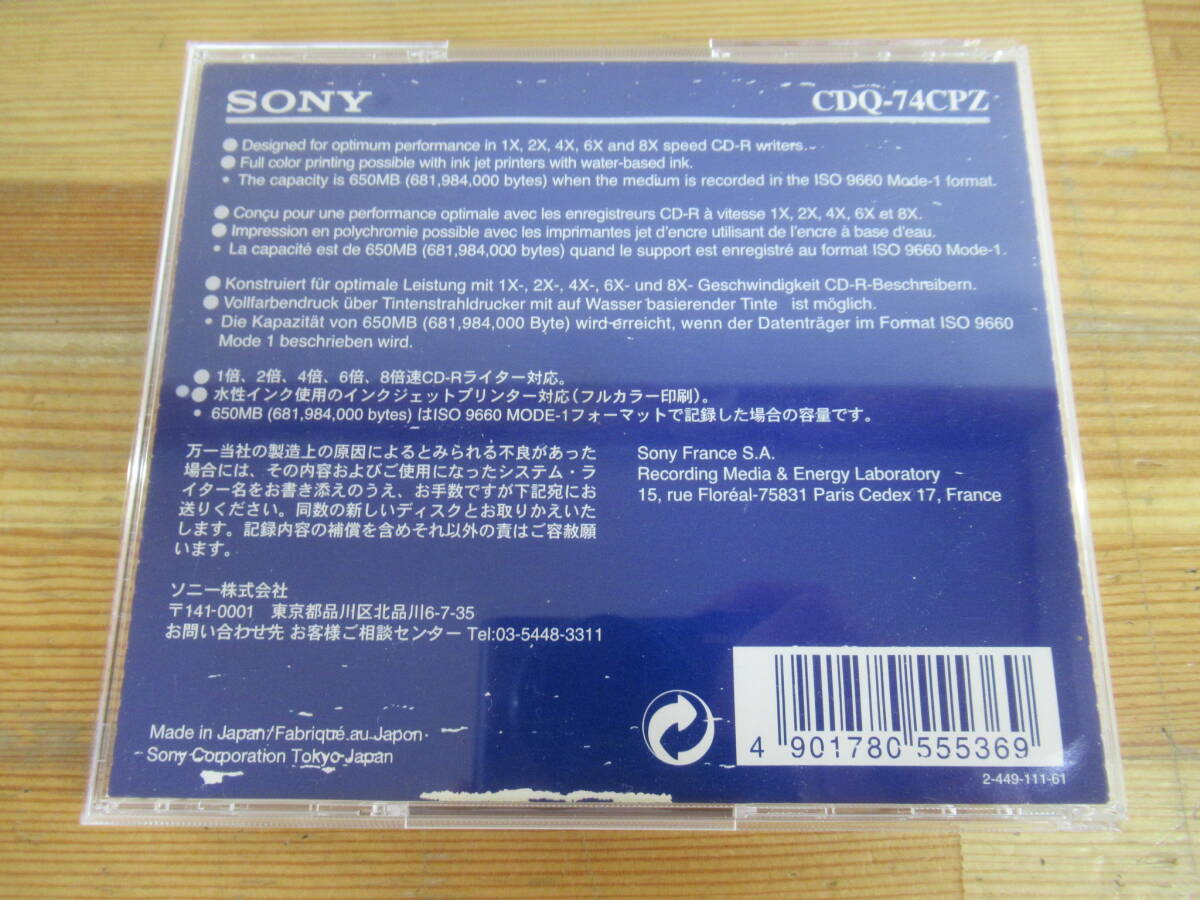 SONY
CDQ-74CPZ
● Designed for optimum performance in 1X, 2X, 4X, 6X and 8X speed CD-R writers.
● Full color printing possible with ink jet printers with water-based ink.
• The capacity is 650MB (681,984,000 bytes) when the medium is recorded in the ISO 9660 Mode-1 format.
● Conçu pour une performance optimale avec les enregistreurs CD-R à vitesse 1X, 2X, 4X, 6X et 8X.
● Impression en polychromie possible avec les imprimantes jet d'encre utilisant de l'encre à base d'eau.
• La capacité est de 650MB (681,984,000 bytes) quand le support est enregistré au format ISO 9660 Mode-1.
● Konstruiert für optimale Leistung mit 1X-, 2X-, 4X-, 6X- und 8X- Geschwindigkeit CD-R-Beschreibern.
● Vollfarbendruck über Tintenstrahldrucker mit auf Wasser basierender Tinte ist möglich.
• Die Kapazität von 650MB (681,984,000 Byte) wird erreicht, wenn der Datenträger im Format ISO 9660
Mode 1 beschrieben wird.
● 1倍、2倍、4倍、6倍、8倍速CD-Rライター対応。
● 水性インク使用のインクジェットプリンター対応(フルカラー印刷)。
• 650MB (681,984,000 bytes) はISO 9660 MODE-1フォーマットで記録した場合の容量です。
万一当社の製造上の原因によるとみられる不良があった
場合には、その内容およびご使用になったシステム・ラ
イター名をお書き添えのうえ、お手数ですが下記宛にお
送りください。同数の新しいディスクとお取りかえいた
します。記録内容の補償を含めそれ以外の責はご容赦願
います。
Sony France S.A.
Recording Media & Energy Laboratory
15, rue Floréal-75831 Paris Cedex 17, France
ソニー株式会社
〒141-0001 東京都品川区北品川6-7-35
お問い合わせ先 お客様ご相談センター Tel:03-5448-3311
Made in Japan/Fabriqué au Japon
Sony Corporation Tokyo Japan
4 901780 555369
2-449-111-61